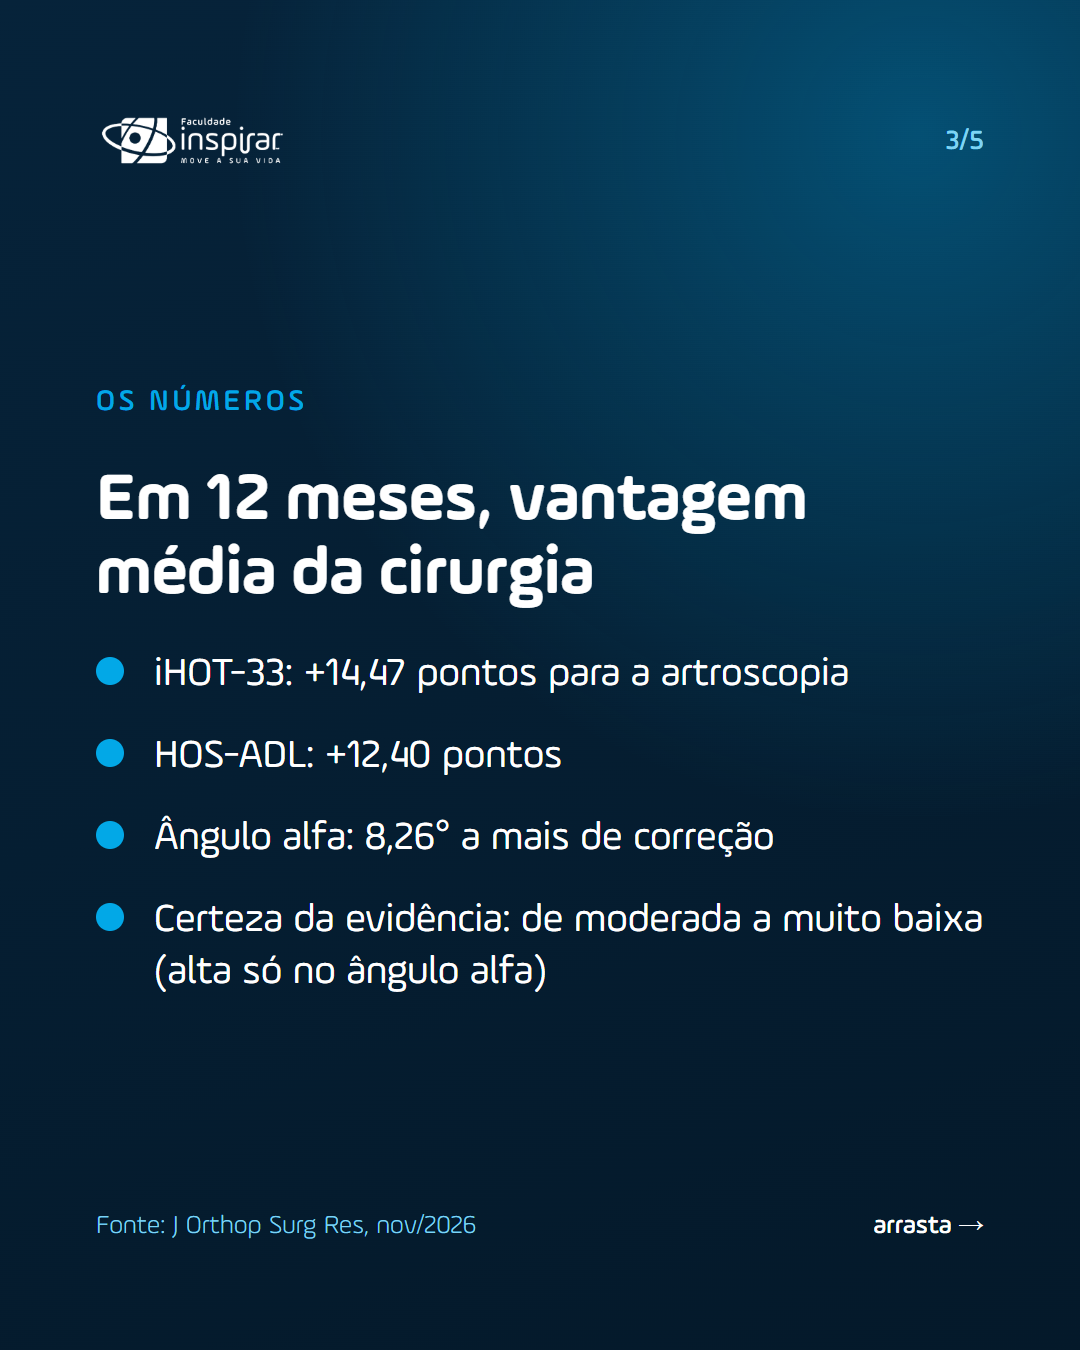 Faculdade
inspirar
MOVE A SUA VIDA
3/5
OS NÚMEROS
Em 12 meses, vantagem
média da cirurgia
iHOT-33: +14,47 pontos para a artroscopia
HOS-ADL: +12,40 pontos
Ângulo alfa: 8,26° a mais de correção
Certeza da evidência: de moderada a muito baixa
(alta só no ângulo alfa)
Fonte: J Orthop Surg Res, nov/2026
arrasta →